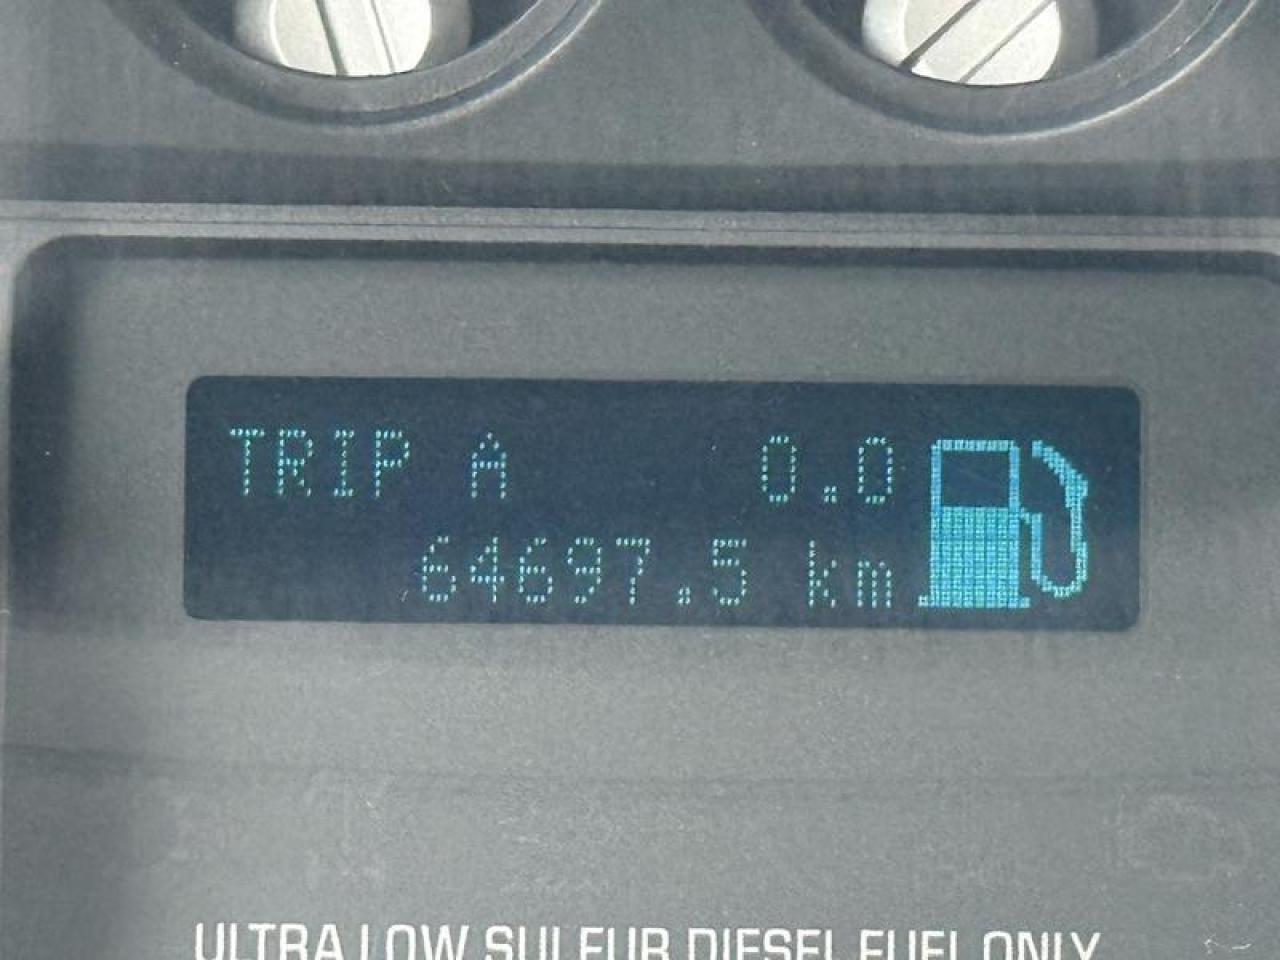 TRIP A 0.0
64697.5 km
ULTRA LOW SULFUR DIESEL FUEL ONLY